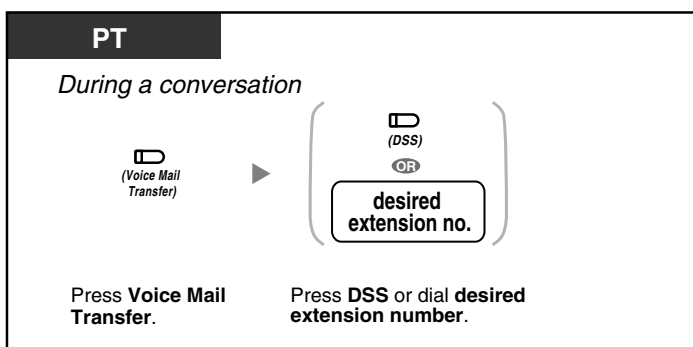 PT
During a conversation
(Voice Mail
Transfer)
(DSS)
OR
desired
extension no.
Press Voice Mail
Transfer.
Press DSS or dial desired
extension number.